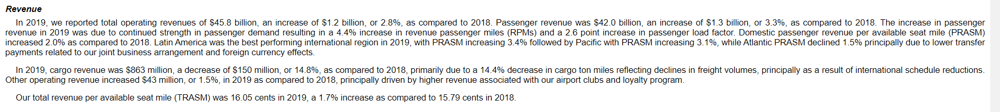 Revenue
In 2019, we reported total operating revenues of $45.8 billion, an increase of $1.2 billion, or 2.8%, as compared to 2018. Passenger revenue was $42.0 billion, an increase of $1.3 billion, or 3.3%, as compared to 2018. The increase in passenger
revenue in 2019 was due to continued strength in passenger demand resulting in a 4.4% increase in revenue passenger miles (RPMs) and a 2.6 point increase in passenger load factor. Domestic passenger revenue per available seat mile (PRASM)
increased 2.0% as compared to 2018. Latin America was the best performing international region in 2019, with PRASM increasing 3.4% followed by Pacific with PRASM increasing 3.1%, while Atlantic PRASM declined 1.5% principally due to lower transfer
payments related to our joint business arrangement and foreign currency effects.
In 2019, cargo revenue was $863 million, a decrease of $150 million, or 14.8%, as compared to 2018, primarily due to a 14.4% decrease in cargo ton miles reflecting declines in freight volumes, principally as a result of international schedule reductions.
Other operating revenue increased $43 million, or 1.5%, in 2019 as compared to 2018, principally driven by higher revenue associated with our airport clubs and loyalty program.
Our total revenue per available seat mile (TRASM) was 16.05 cents in 2019, a 1.7% increase as compared to 15.79 cents in 2018.